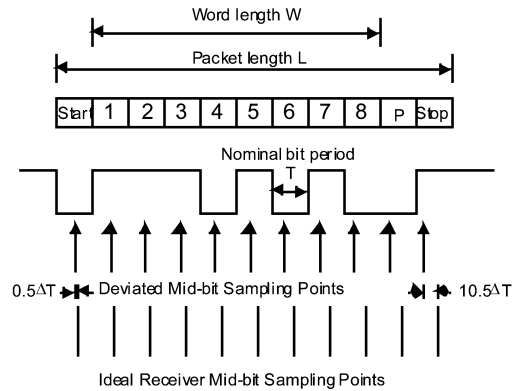 Word length W
Packet length L
Start 1 2 3 4 5 6 7 8 P Stop
Nominal bit period
T
0.5ΔT Deviated Mid-bit Sampling Points 10.5ΔT
Ideal Receiver Mid-bit Sampling Points